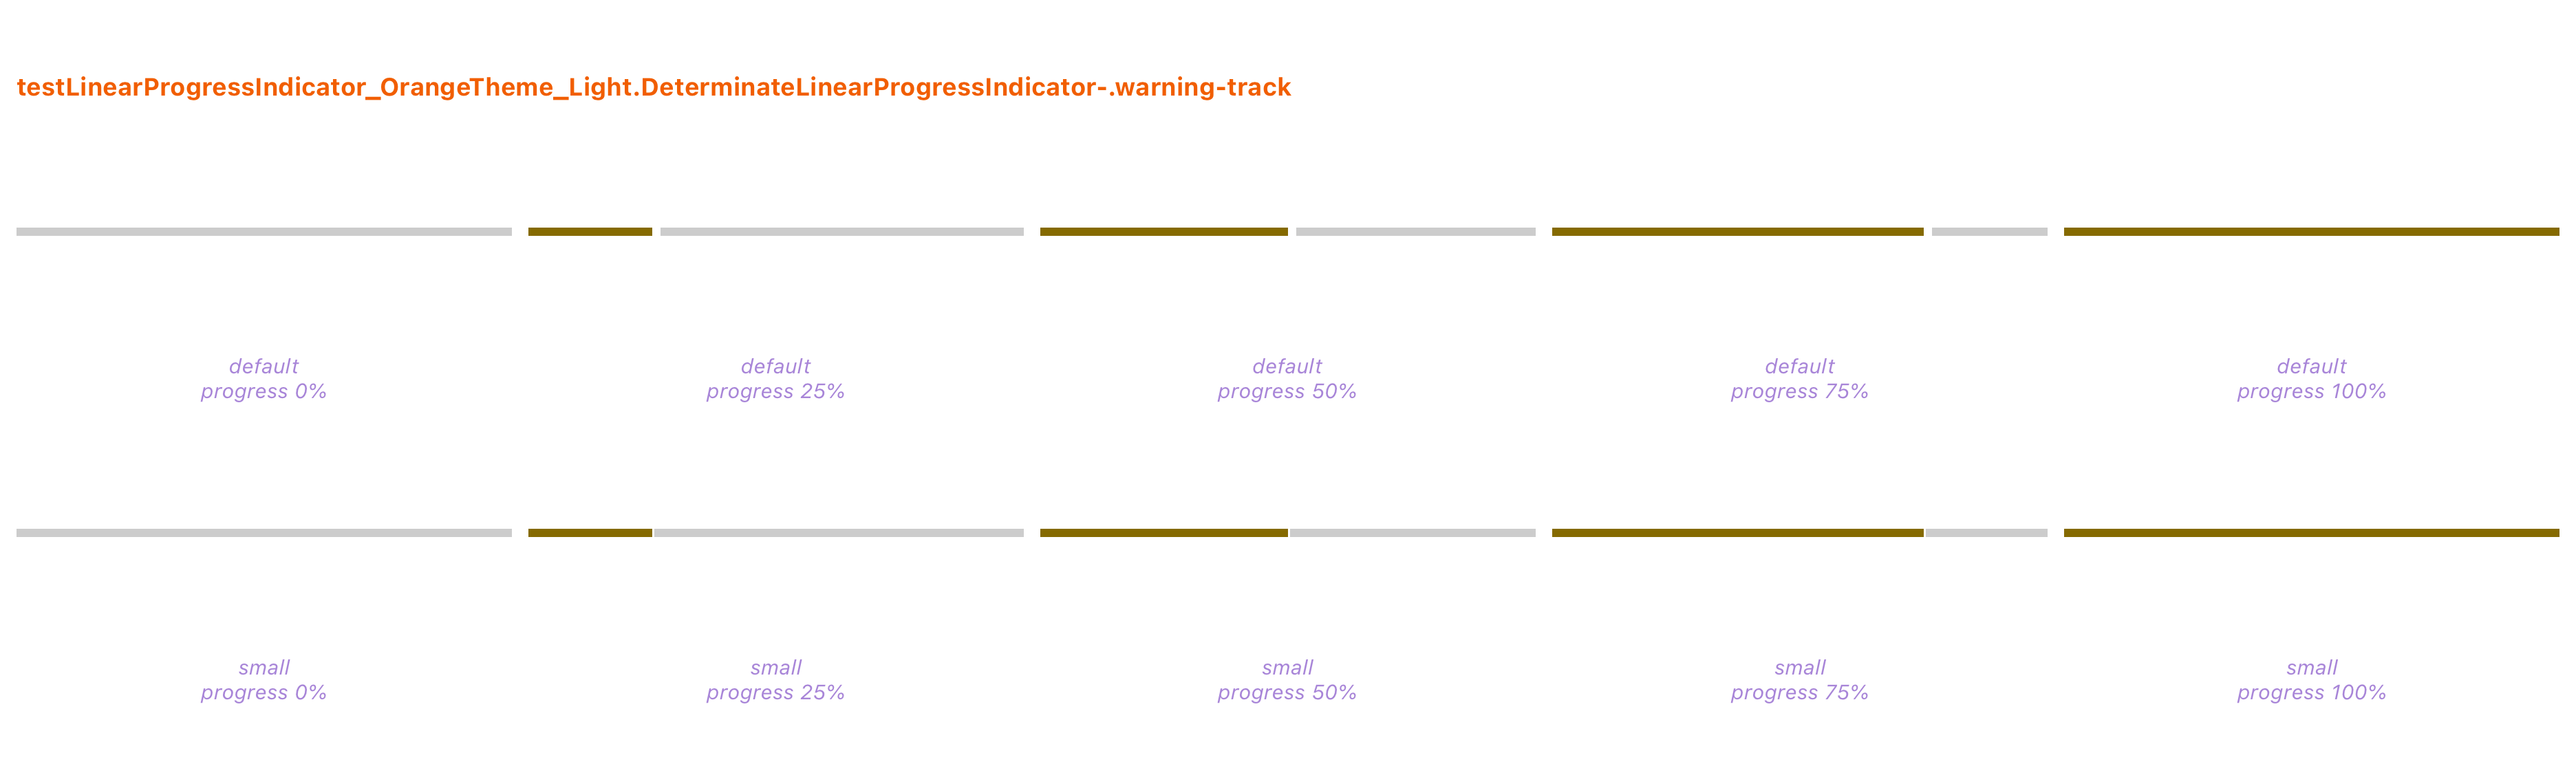 testLinearProgressIndicator_OrangeTheme_Light.DeterminateLinearProgressIndicator-.warning-track
default
progress 0%
default
progress 25%
default
progress 50%
default
progress 75%
default
progress 100%
small
progress 0%
small
progress 25%
small
progress 50%
small
progress 75%
small
progress 100%